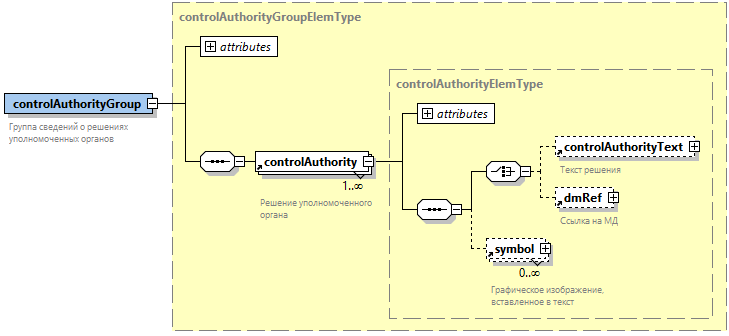 controlAuthorityGroupElemType
attributes
controlAuthorityElemType
controlAuthorityGroup
attributes
Группа сведений о решениях
уполномоченных органов
controlAuthorityText
controlAuthority
Текст решения
1..∞
dmRef
Решение уполномоченного
органа
Ссылка на МД
symbol
0..∞
Графическое изображение,
вставленное в текст